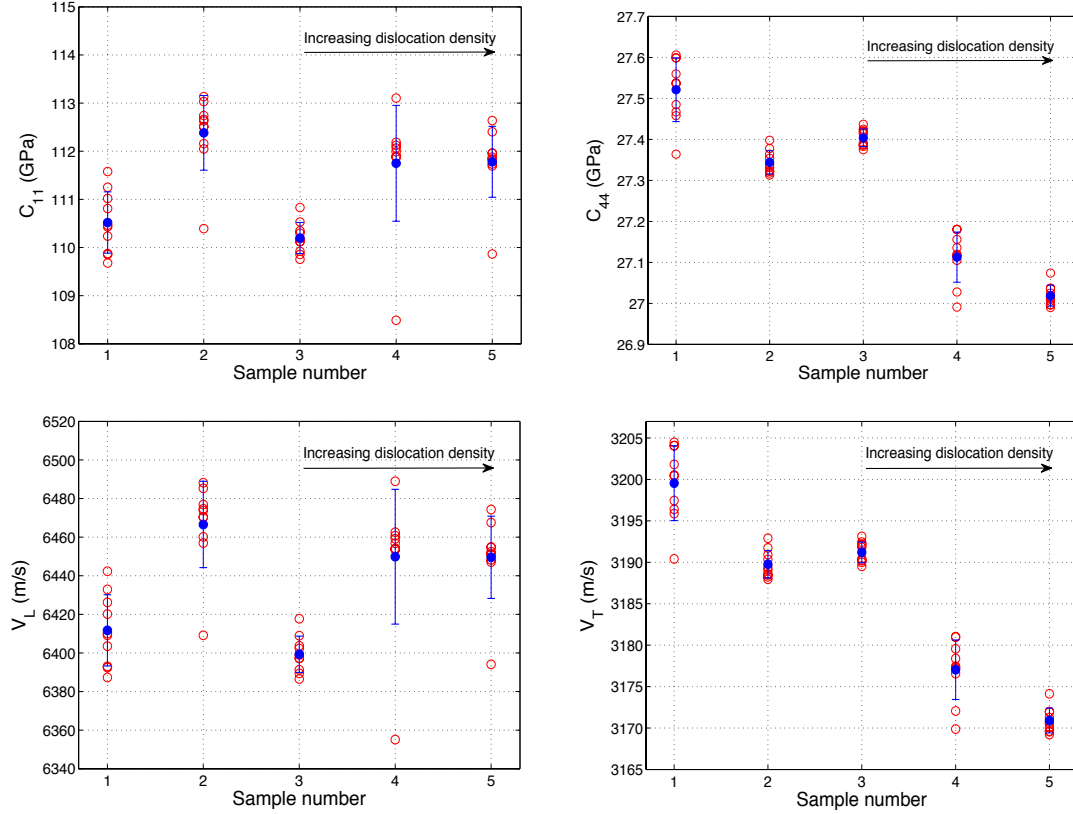 115
114
113
112
111
110
109
108
C11 (GPa)
Increasing dislocation density
1 2 3 4 5
Sample number
27.7
27.6
27.5
27.4
27.3
27.2
27.1
27
26.9
C44 (GPa)
Increasing dislocation density
1 2 3 4 5
Sample number
6520
6500
6480
6460
6440
6420
6400
6380
6360
6340
VL (m/s)
Increasing dislocation density
1 2 3 4 5
Sample number
3205
3200
3195
3190
3185
3180
3175
3170
3165
VT (m/s)
Increasing dislocation density
1 2 3 4 5
Sample number